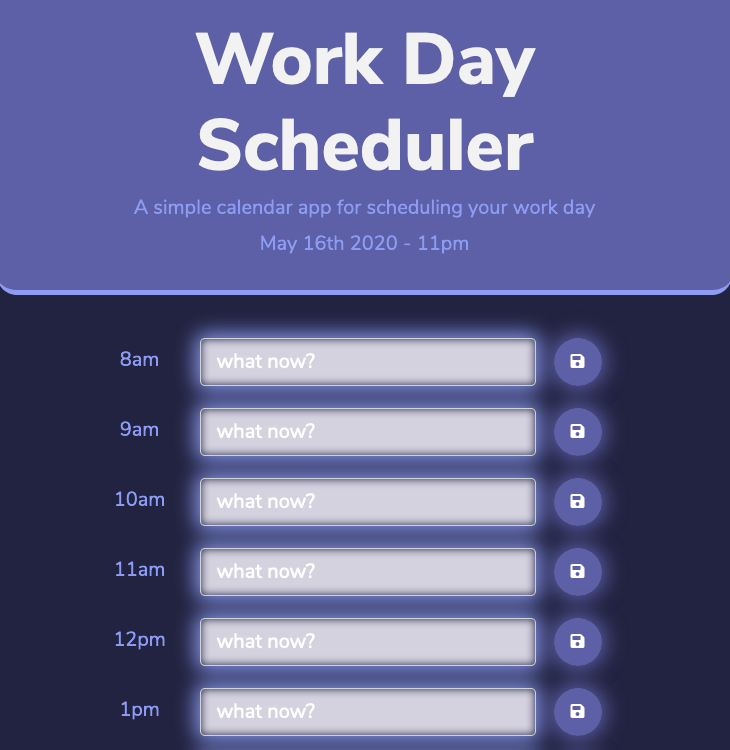 Work Day
Scheduler
A simple calendar app for scheduling your work day
May 16th 2020 - 11pm
8am what now?
9am what now?
10am what now?
11am what now?
12pm what now?
1pm what now?